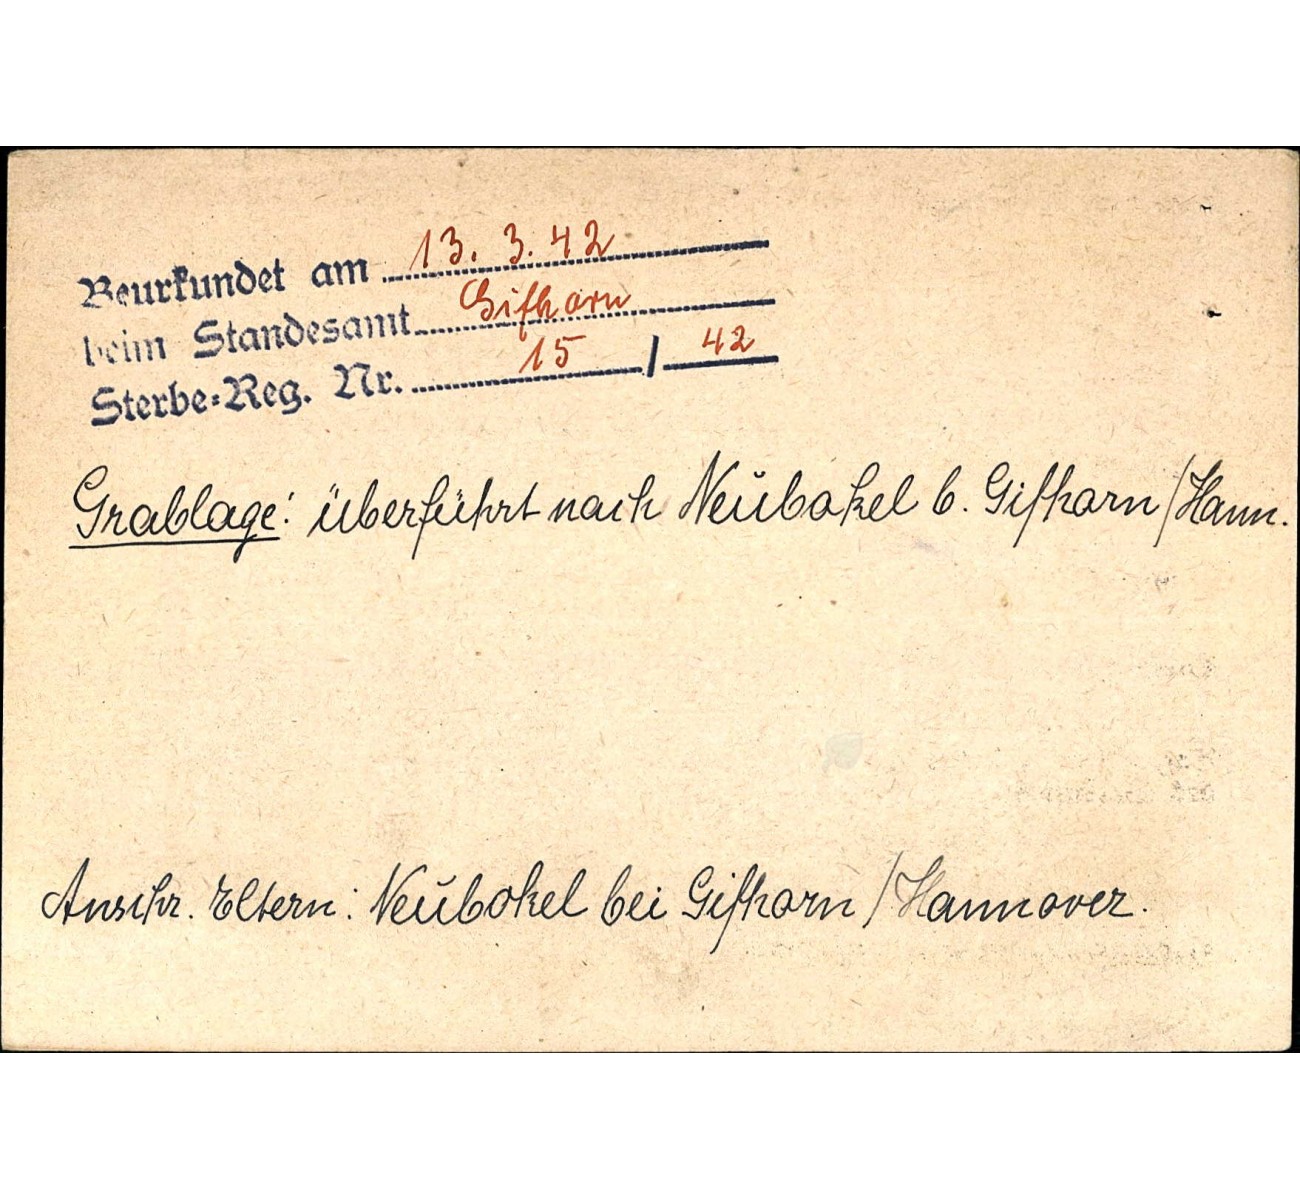 Beurkundet am 13. 3. 42
beim Standesamt Gifhorn
Sterbe-Reg. Nr. 15 / 42
Grablage: überführt nach Neubokel b. Gifhorn/Hann.
Anschr. Eltern: Neubokel bei Gifhorn/Hannover.